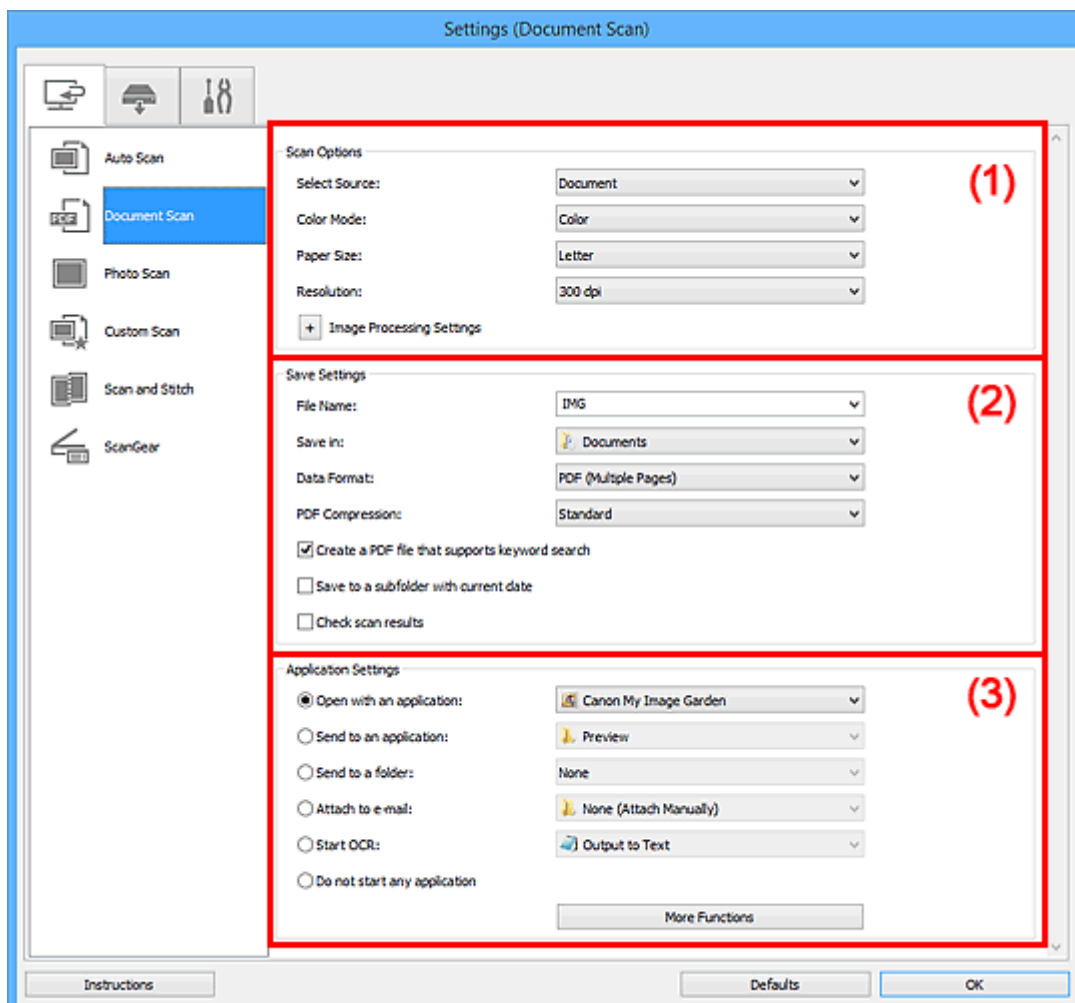 Settings (Document Scan)
Auto Scan
PDF
Document Scan
Photo Scan
Custom Scan
Scan and Stitch
ScanGear
Scan Options
(1)
Select Source: Document
Color Mode: Color
Paper Size: Letter
Resolution: 300 dpi
+ Image Processing Settings
Save Settings
(2)
File Name: IMG
Save in: Documents
Data Format: PDF (Multiple Pages)
PDF Compression: Standard
Create a PDF file that supports keyword search
Save to a subfolder with current date
Check scan results
Application Settings
(3)
Open with an application: Canon My Image Garden
Send to an application: Preview
Send to a folder: None
Attach to e-mail: None (Attach Manually)
Start OCR: Output to Text
Do not start any application
More Functions
Instructions Defaults OK